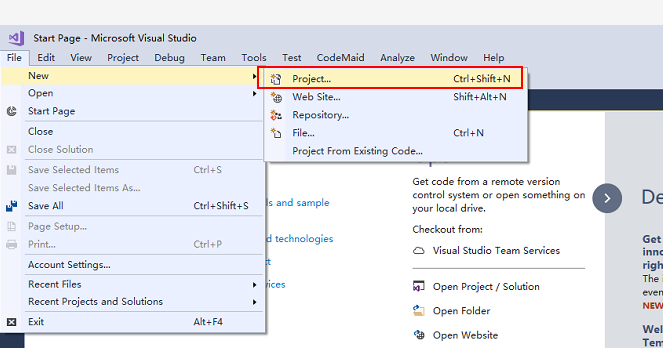 Start Page - Microsoft Visual Studio
File Edit View Project Debug Team Tools Test CodeMaid Analyze Window Help
New
Open
Start Page
Close
Close Solution
Save Selected Items Ctrl+S
Save Selected Items As...
Save All Ctrl+Shift+S
Page Setup...
Print... Ctrl+P
Account Settings...
Recent Files
Recent Projects and Solutions
Exit Alt+F4
Project... Ctrl+Shift+N
Web Site... Shift+Alt+N
Repository...
File... Ctrl+N
Project From Existing Code...
and sample
d technologies
Get code from a remote version
control system or open something on
your local drive.
Checkout from:
Visual Studio Team Services
Open Project / Solution
Open Folder
Open Website
De
Get
inno
righ
The
even
NEW
Wel
Tem